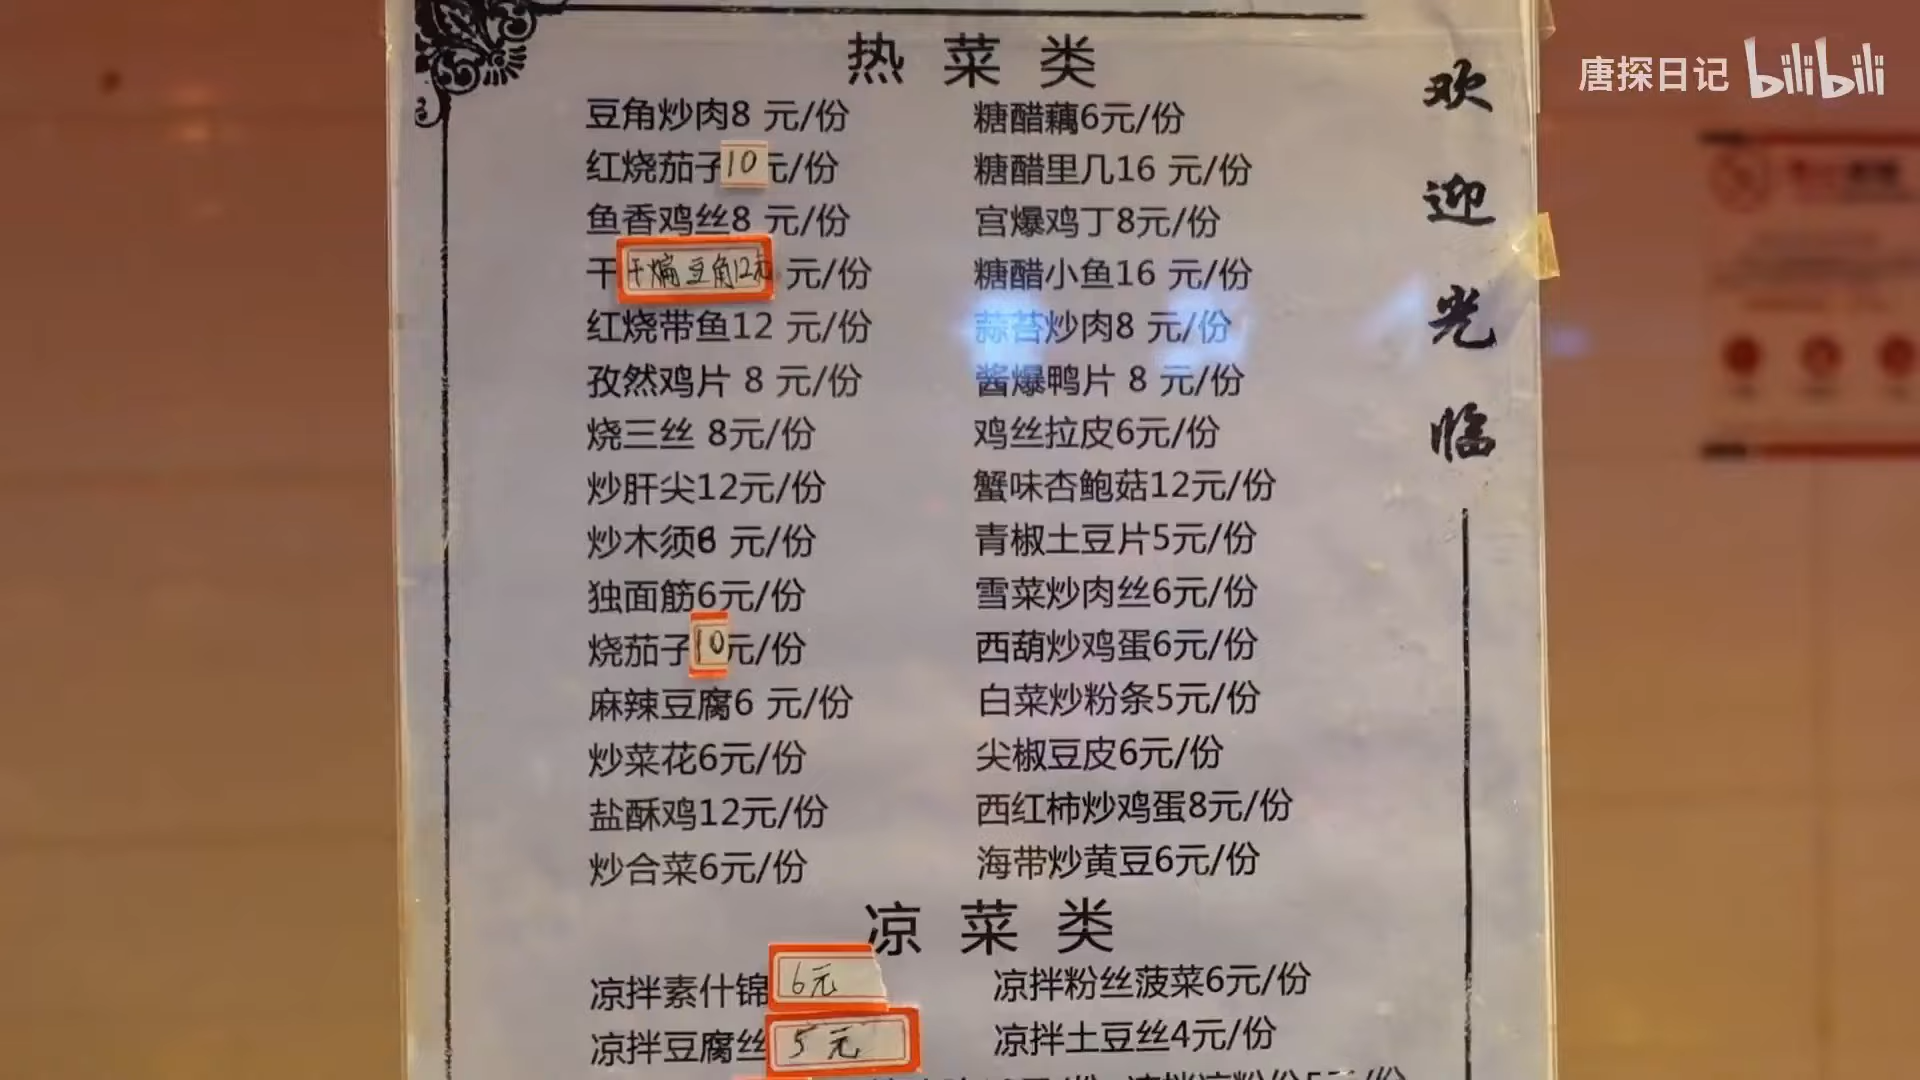 唐探日记 bilibili
热菜类
豆角炒肉8 元/份
红烧茄子10元/份
鱼香鸡丝8 元/份
干干煸豆角12元 元/份
红烧带鱼12 元/份
孜然鸡片 8 元/份
烧三丝 8元/份
炒肝尖12元/份
炒木须6 元/份
独面筋6元/份
烧茄子10元/份
麻辣豆腐6 元/份
炒菜花6元/份
盐酥鸡12元/份
炒合菜6元/份
糖醋藕6元/份
糖醋里几16 元/份
宫爆鸡丁8元/份
糖醋小鱼16 元/份
蒜苔炒肉8 元/份
酱爆鸭片 8 元/份
鸡丝拉皮6元/份
蟹味杏鲍菇12元/份
青椒土豆片5元/份
雪菜炒肉丝6元/份
西葫炒鸡蛋6元/份
白菜炒粉条5元/份
尖椒豆皮6元/份
西红柿炒鸡蛋8元/份
海带炒黄豆6元/份
凉菜类
凉拌素什锦6元
凉拌豆腐丝5元
凉拌粉丝菠菜6元/份
凉拌土豆丝4元/份
欢迎光临